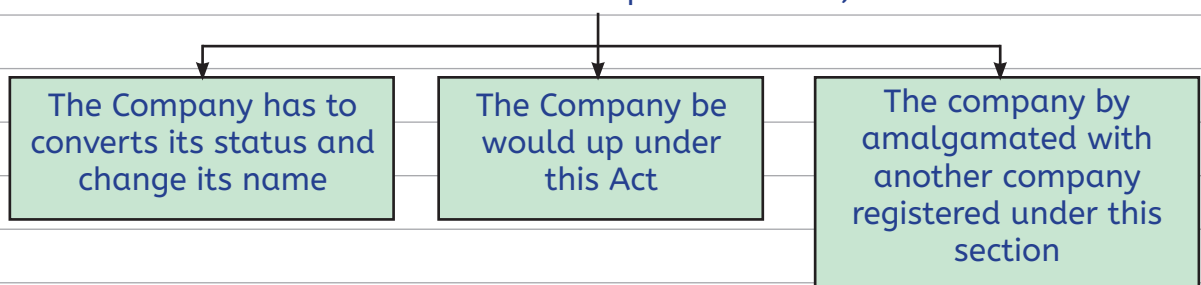 The Company has to
converts its status and
change its name
The Company be
would up under
this Act
The company by
amalgamated with
another company
registered under this
section